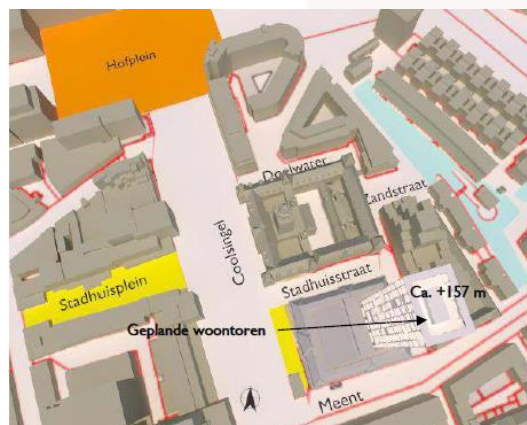 Hofplein
Doelwater
Zandstraat
Coolsingel
Stadhuisstraat
Stadhuisplein
Ca. +157 m
Geplande woontoren
Meent